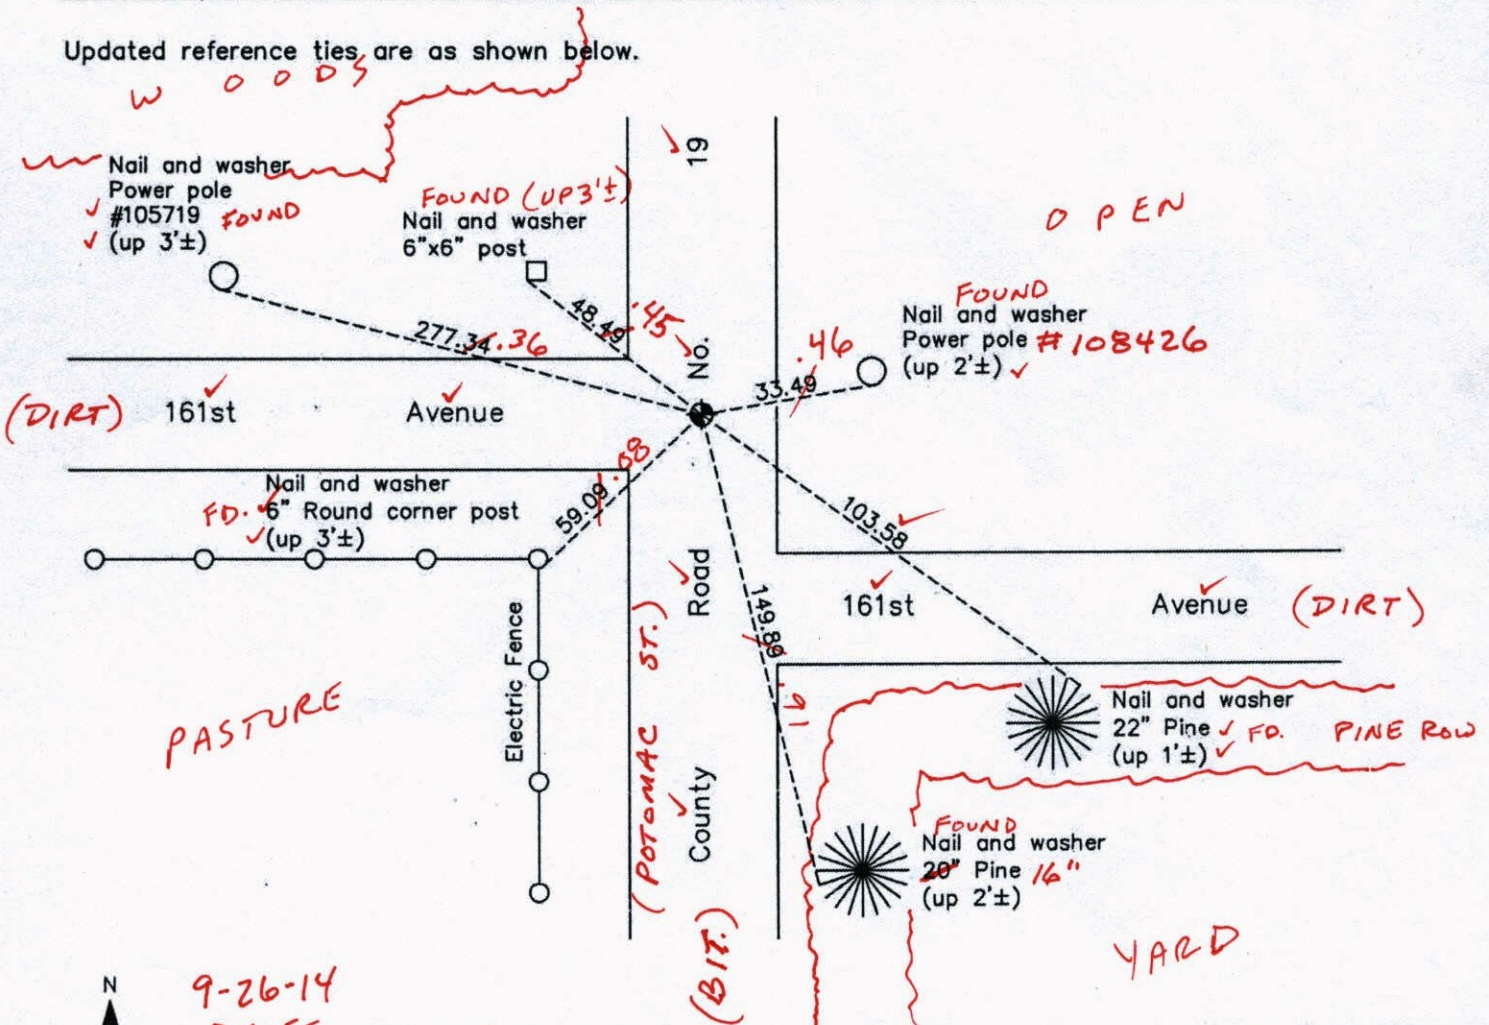 Updated reference ties are as shown below.
WOODS
Nail and washer
Power pole
#105719 FOUND
(up 3'±)
FOUND (UP 3'±)
Nail and washer
6"x6" post
19
OPEN
FOUND
Nail and washer
Power pole #108426
(up 2'±)
48.49 .45
277.34 .36
No.
.46
33.49
(DIRT) 161st Avenue
.08
59.09
Nail and washer
FD. 6" Round corner post
(up 3'±)
103.58
Road
149.89
.91
161st Avenue (DIRT)
Electric Fence
PASTURE
(POTOMAC ST.)
County
Nail and washer
22" Pine FD. PINE ROW
(up 1'±)
FOUND
Nail and washer
20" Pine 16"
(up 2'±)
(BIT.)
YARD
N
9-26-14